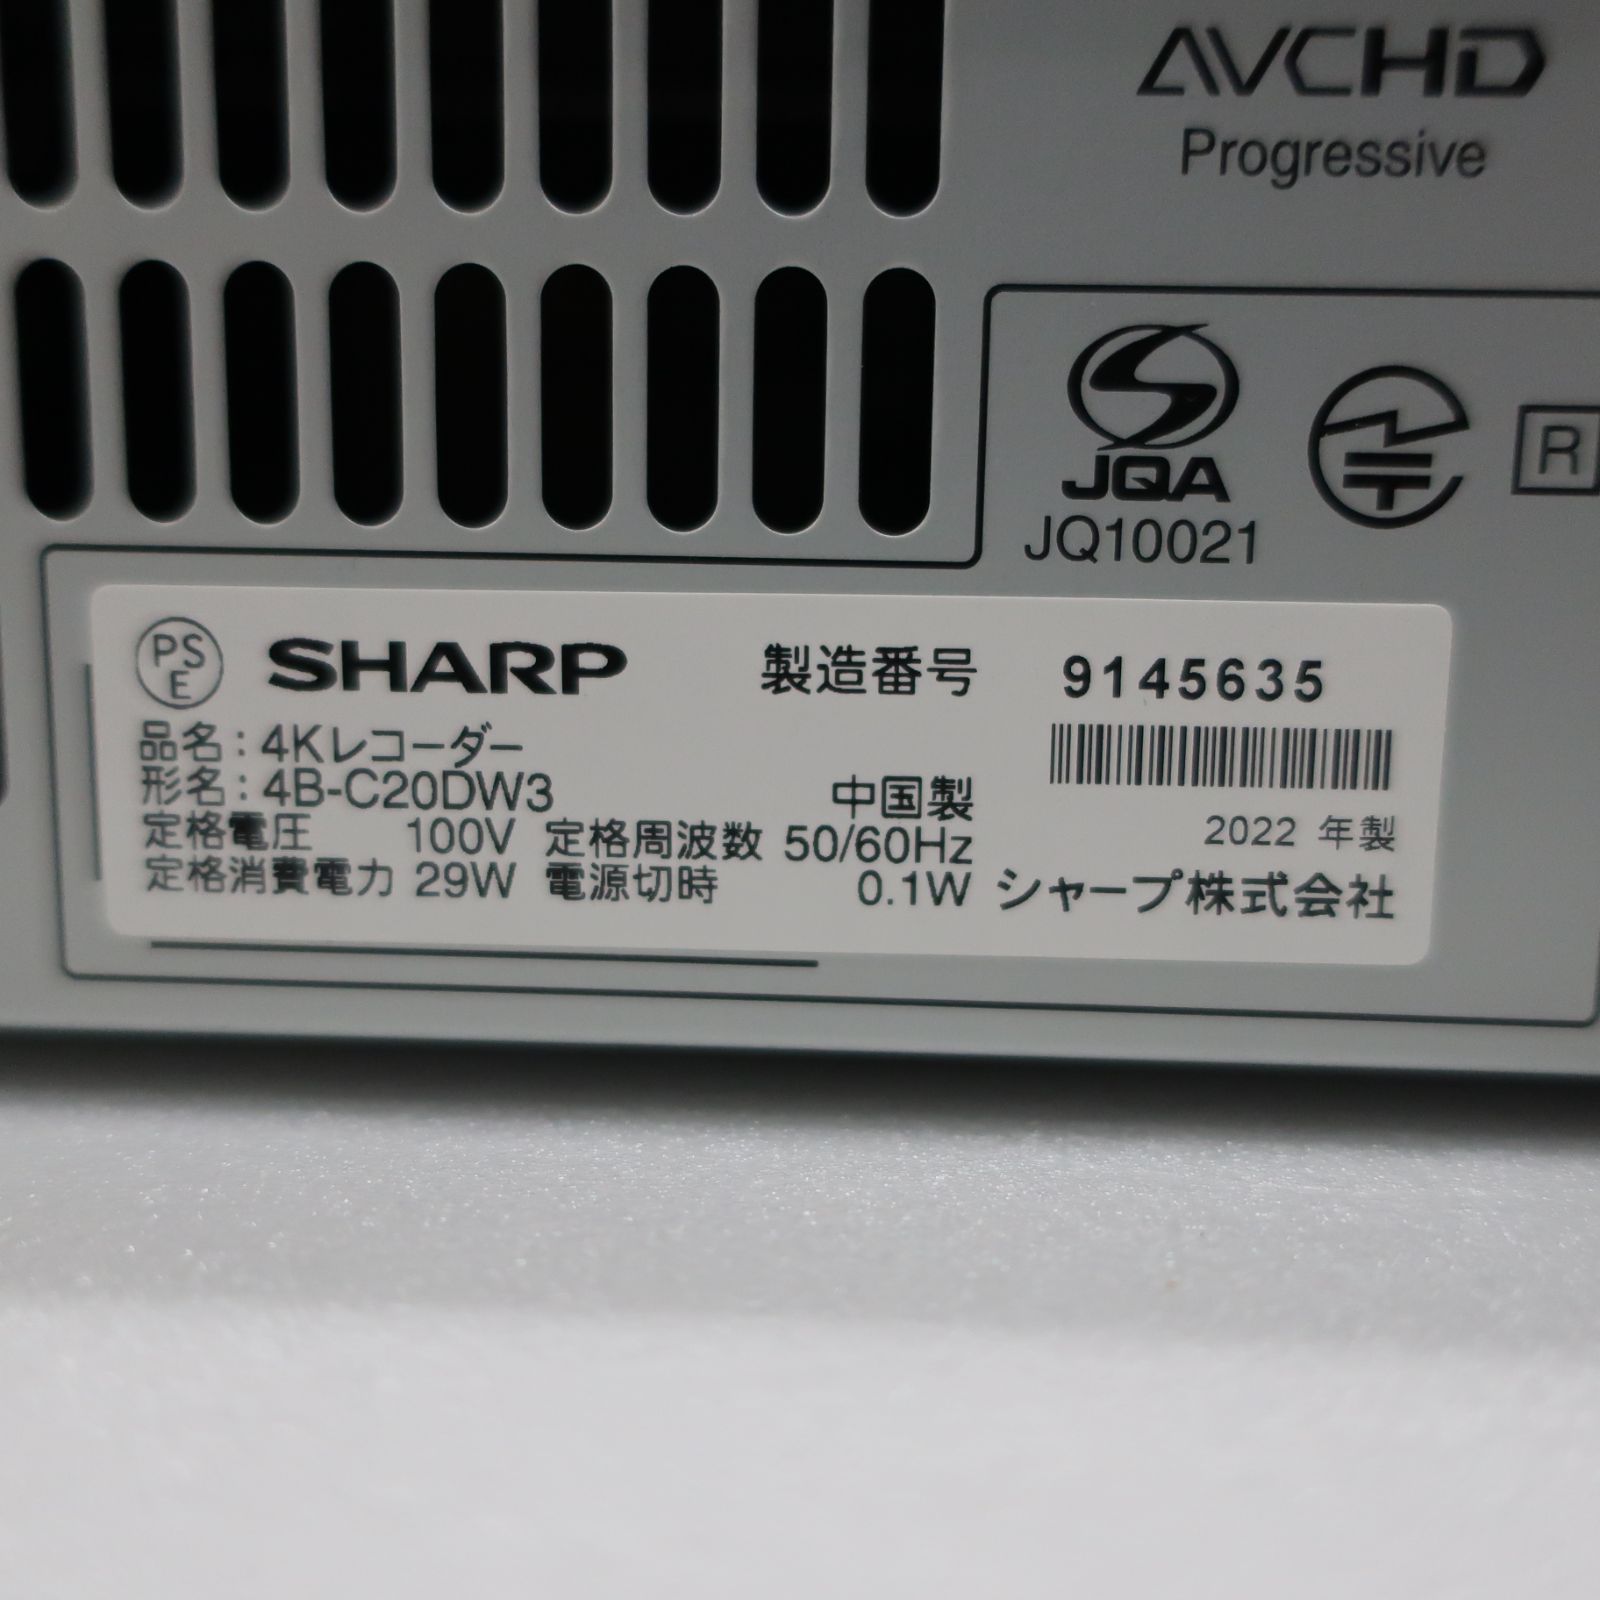 AVCHD
Progressive
JQA
JQ10021
R
PSE
SHARP 製造番号 9145635
品名:4Kレコーダー
形名:4B-C20DW3 中国製
2022 年製
定格電圧 100V 定格周波数 50/60Hz
定格消費電力 29W 電源切時 0.1W シャープ株式会社